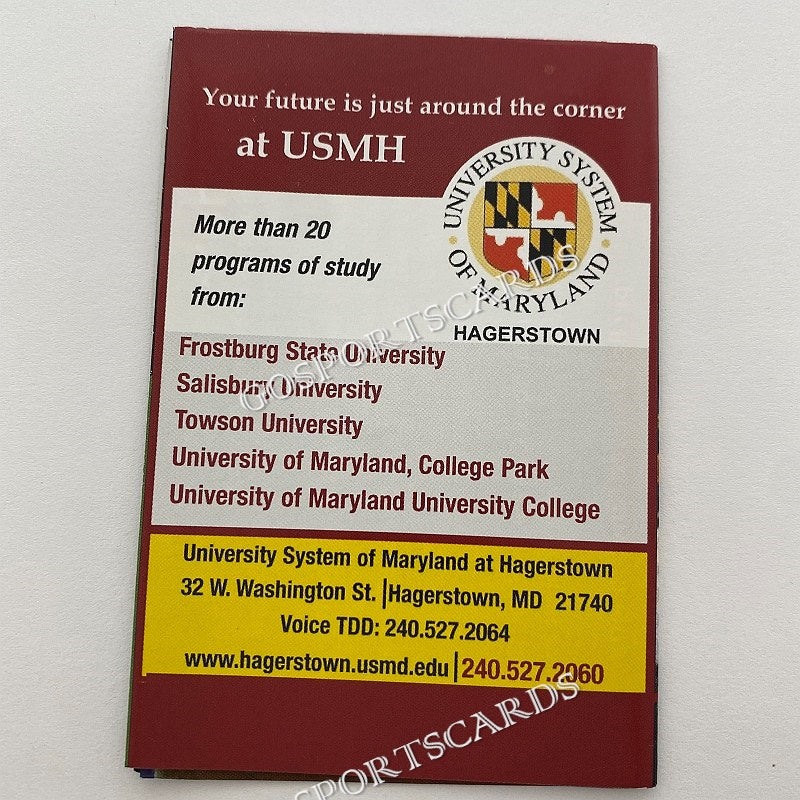 Your future is just around the corner
at USMH
UNIVERSITY SYSTEM
OF MARYLAND
HAGERSTOWN
More than 20
programs of study
from:
Frostburg State University
Salisbury University
Towson University
University of Maryland, College Park
University of Maryland University College
University System of Maryland at Hagerstown
32 W. Washington St. | Hagerstown, MD 21740
Voice TDD: 240.527.2064
www.hagerstown.usmd.edu | 240.527.2060
GOSPORTSCARDS
GOSPORTSCARDS